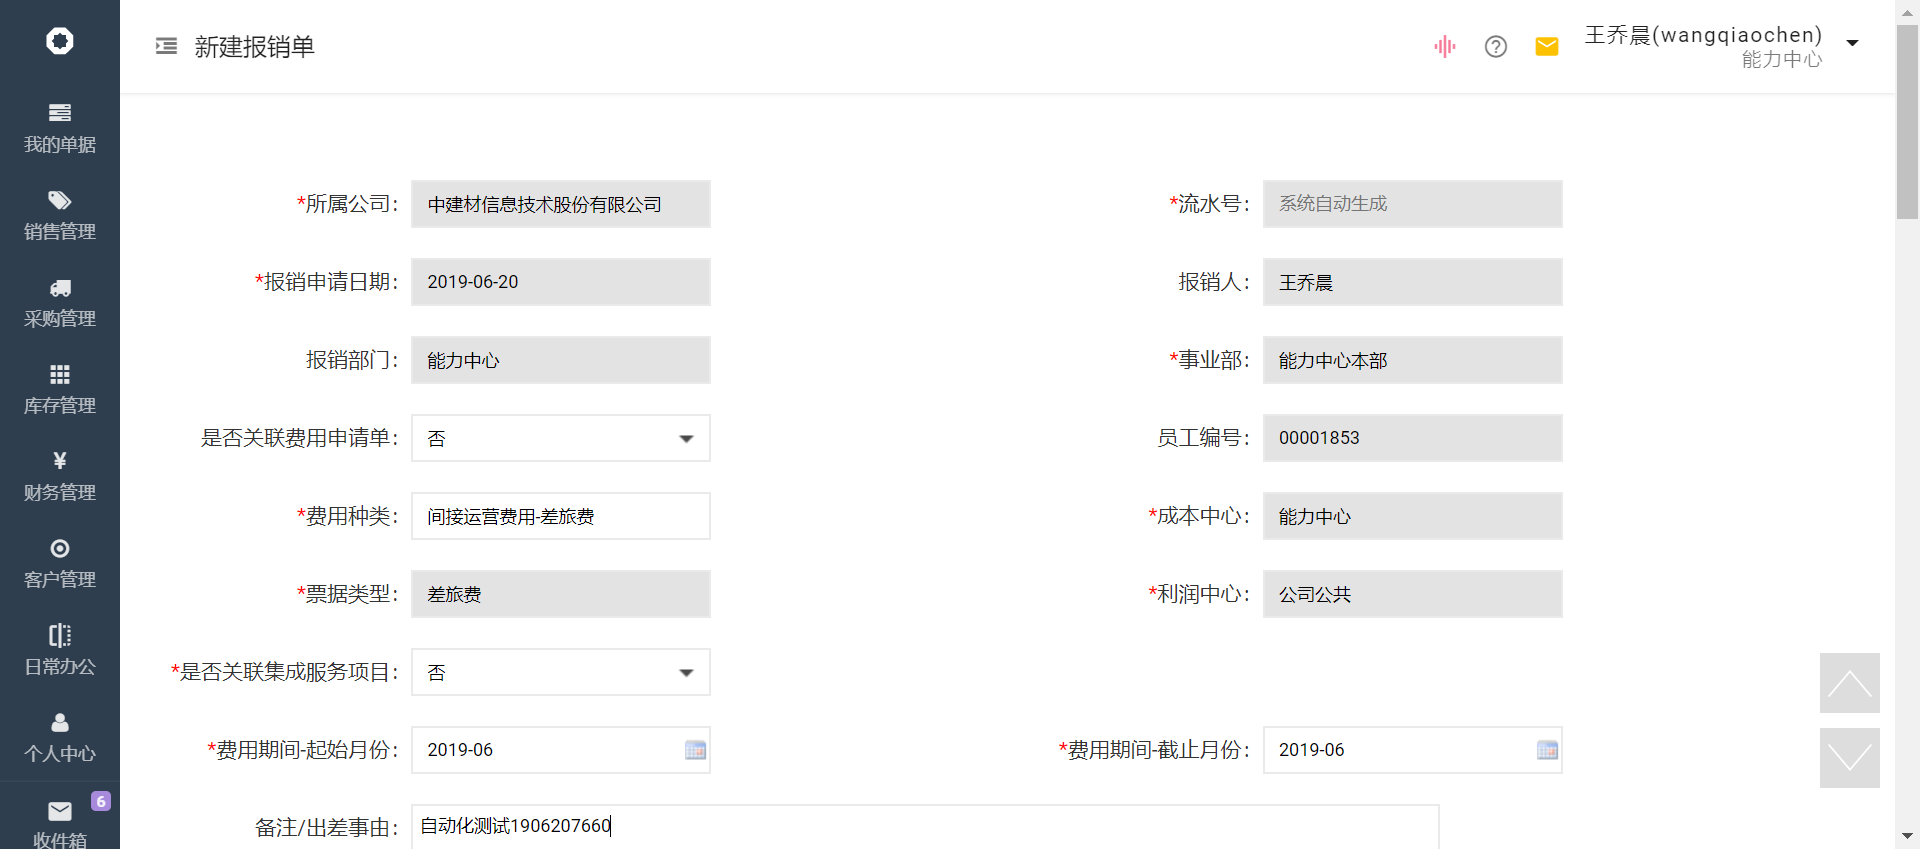 新建报销单
王乔晨(wangqiaochen)
能力中心
我的单据
销售管理
采购管理
库存管理
财务管理
客户管理
日常办公
个人中心
6
收件箱
*所属公司: 中建材信息技术股份有限公司
*流水号: 系统自动生成
*报销申请日期: 2019-06-20
报销人: 王乔晨
报销部门: 能力中心
*事业部: 能力中心本部
是否关联费用申请单: 否
员工编号: 00001853
*费用种类: 间接运营费用-差旅费
*成本中心: 能力中心
*票据类型: 差旅费
*利润中心: 公司公共
*是否关联集成服务项目: 否
*费用期间-起始月份: 2019-06
*费用期间-截止月份: 2019-06
备注/出差事由: 自动化测试1906207660